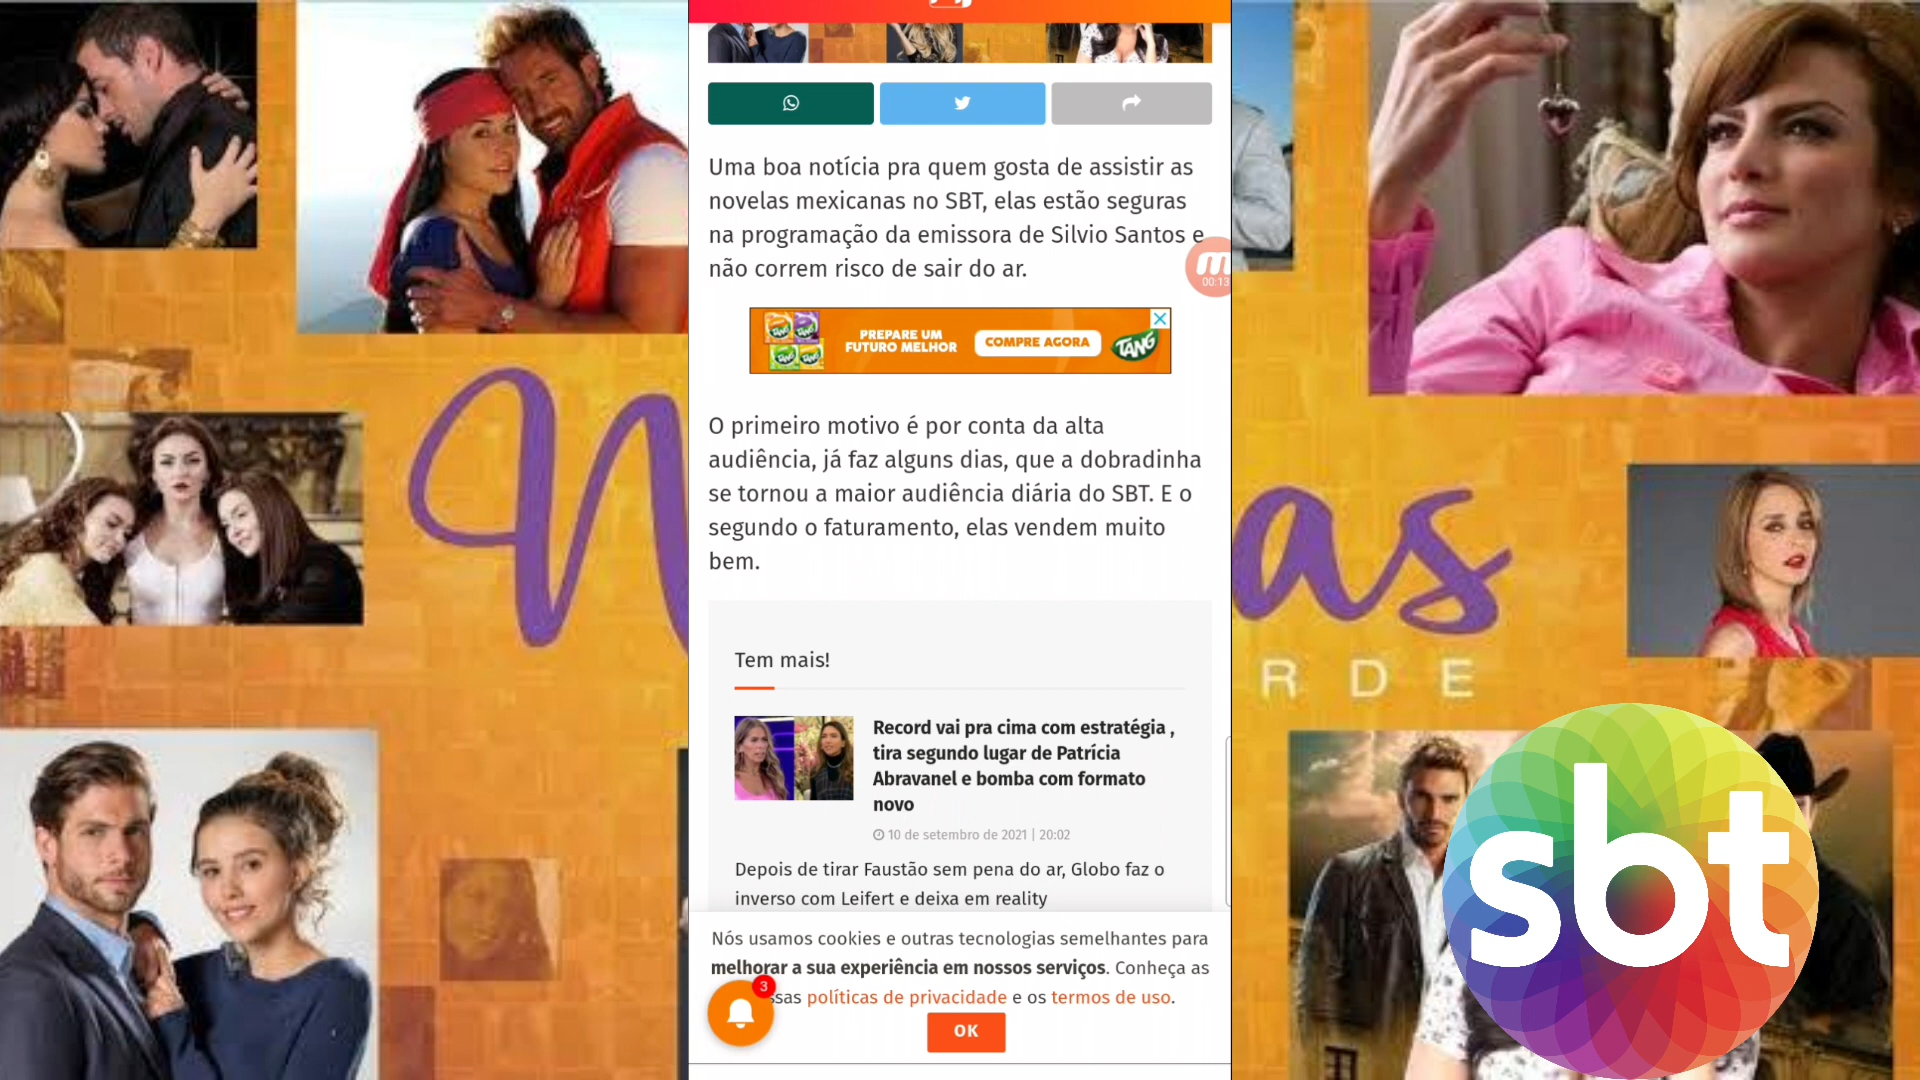 Uma boa notícia pra quem gosta de assistir as
novelas mexicanas no SBT, elas estão seguras
na programação da emissora de Silvio Santos e
não correm risco de sair do ar.
00:13
PREPARE UM
FUTURO MELHOR
COMPRE AGORA
TANG
O primeiro motivo é por conta da alta
audiência, já faz alguns dias, que a dobradinha
se tornou a maior audiência diária do SBT. E o
segundo o faturamento, elas vendem muito
bem.
N
as
RDE
Tem mais!
Record vai pra cima com estratégia ,
tira segundo lugar de Patrícia
Abravanel e bomba com formato
novo
10 de setembro de 2021 | 20:02
Depois de tirar Faustão sem pena do ar, Globo faz o
inverso com Leifert e deixa em reality
Nós usamos cookies e outras tecnologias semelhantes para
melhorar a sua experiência em nossos serviços. Conheça as
ssas políticas de privacidade e os termos de uso.
3
OK
sbt